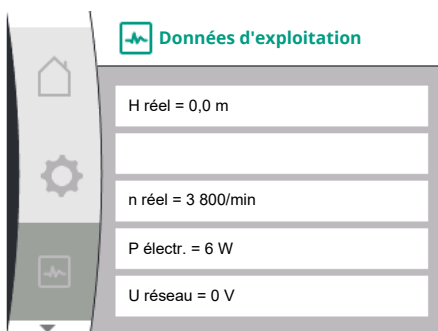 Données d'exploitation
H réel = 0,0 m
n réel = 3 800/min
P électr. = 6 W
U réseau = 0 V